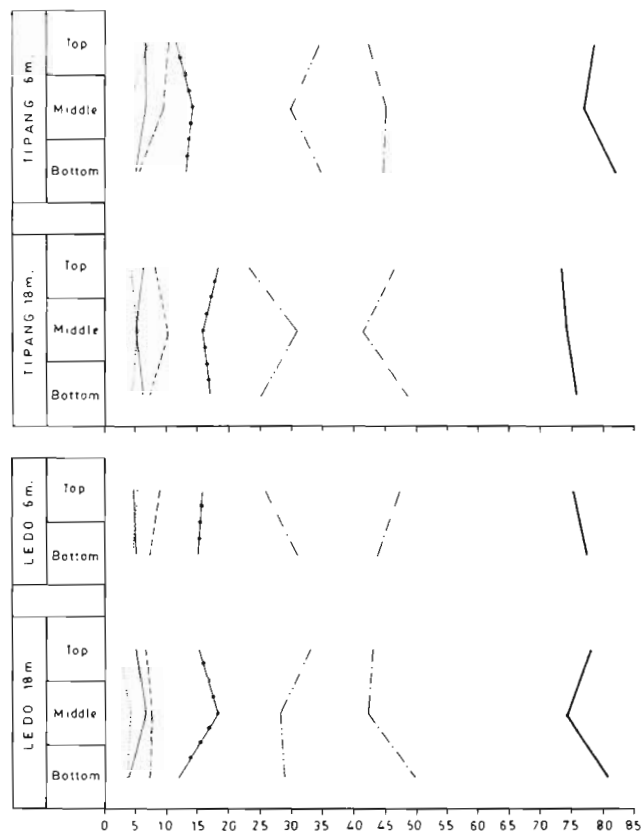 TIPANG 6m.
Top
Middle
Bottom
TIPANG 18m.
Top
Middle
Bottom
LEDO 6m.
Top
Bottom
LEDO 18m.
Top
Middle
Bottom
0 5 10 15 20 25 30 35 40 45 50 55 60 65 70 75 80 85